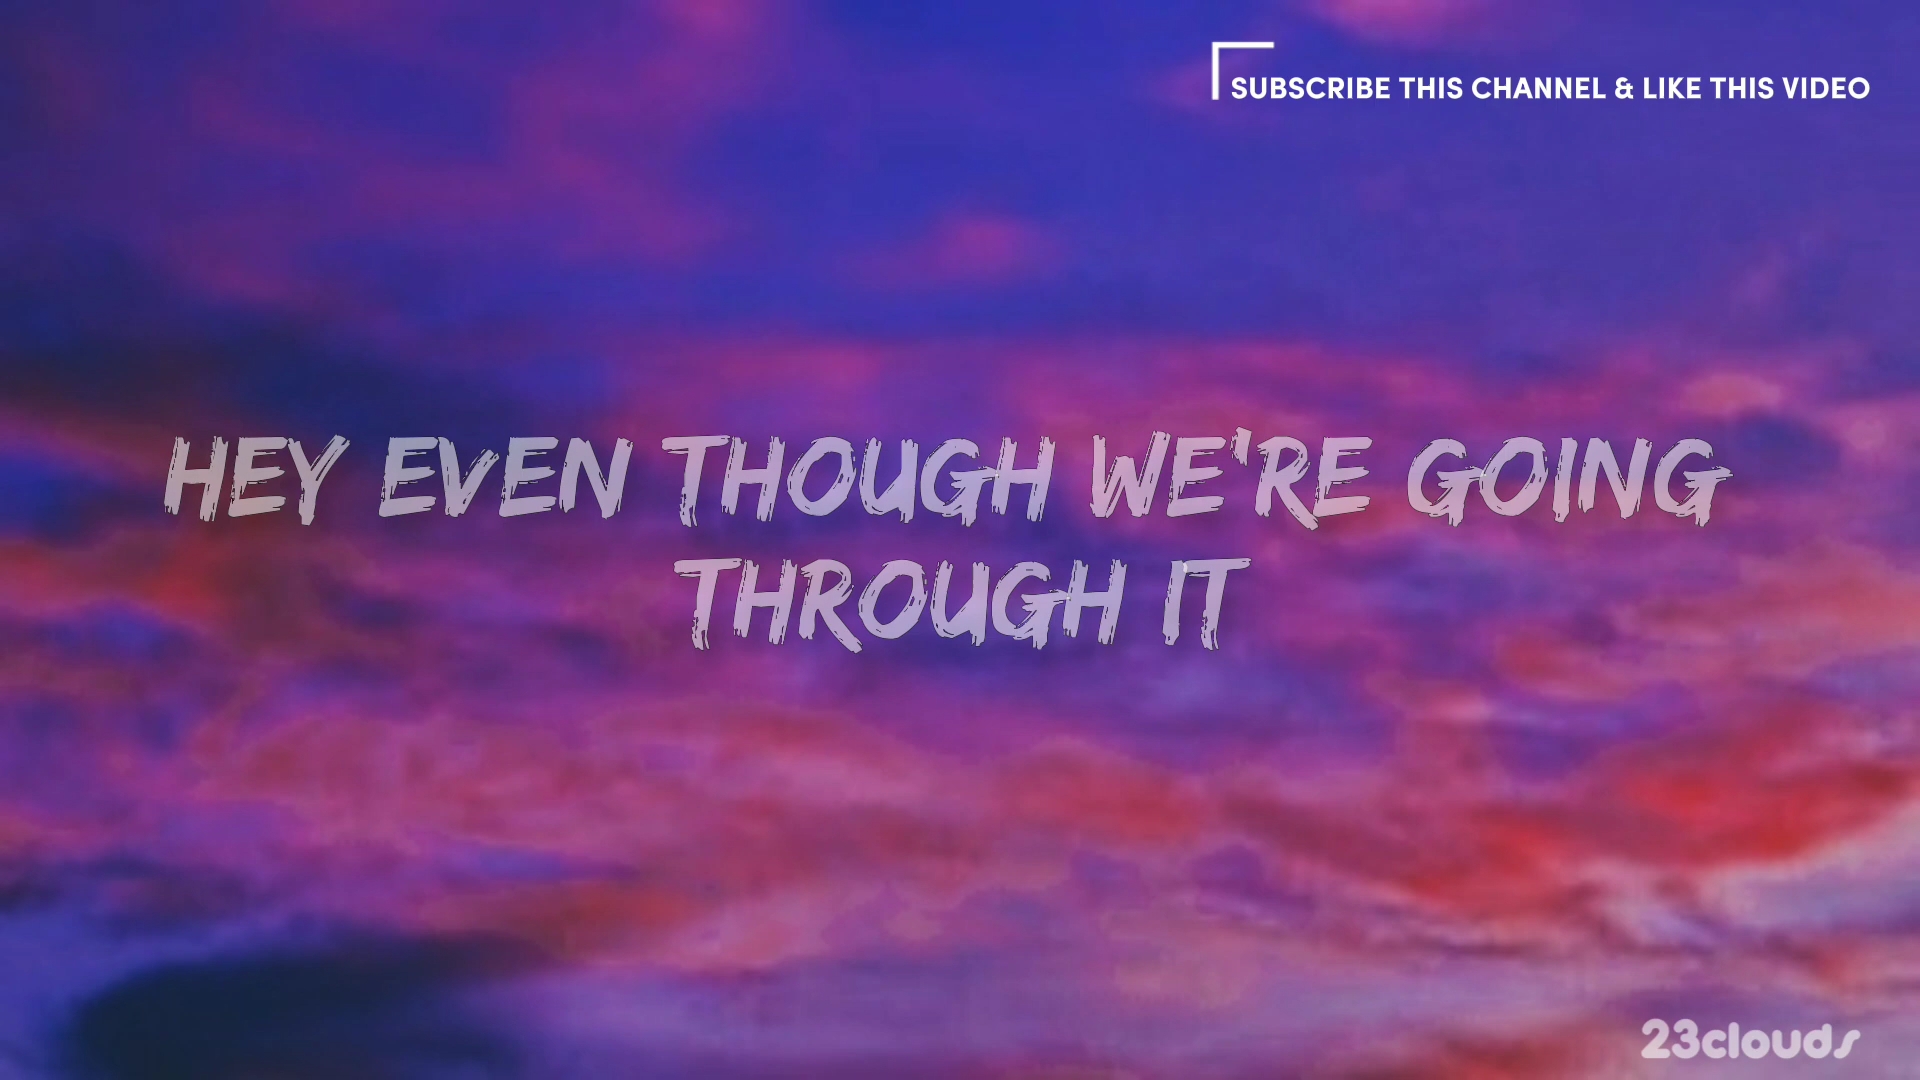 SUBSCRIBE THIS CHANNEL & LIKE THIS VIDEO
HEY EVEN THOUGH WE'RE GOING
THROUGH IT
23clouds